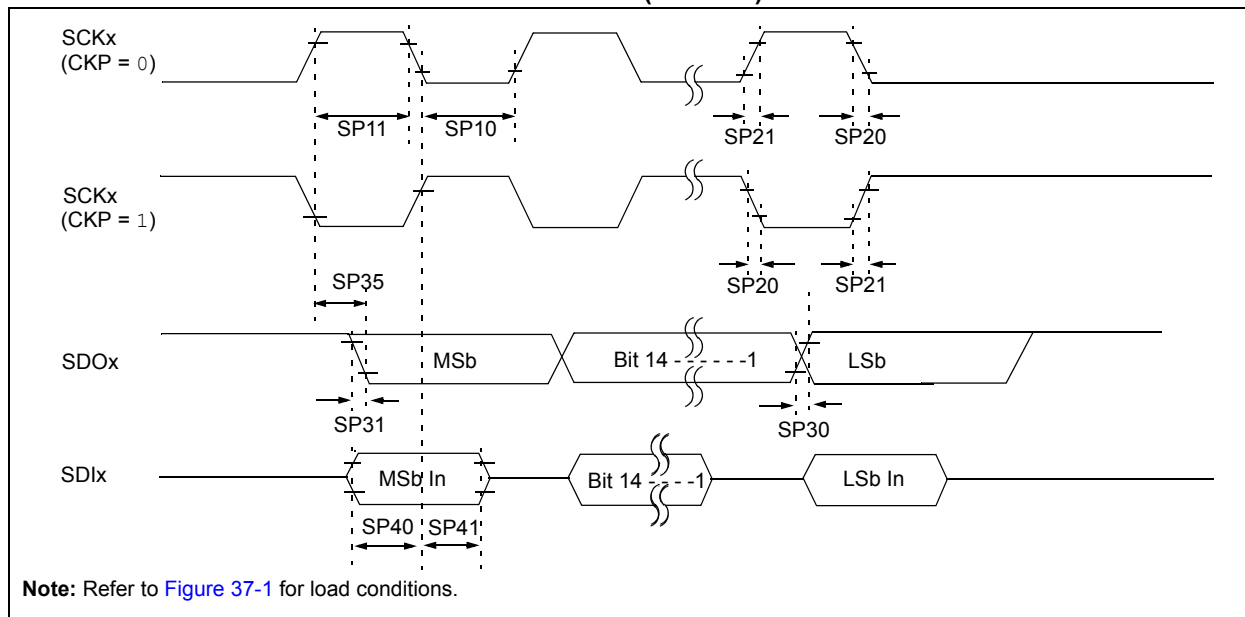 SCKx
(CKP = 0)
SP11
SP10
SP21
SP20
SCKx
(CKP = 1)
SP35
SP20
SP21
SDOx
MSb
Bit 14 - - - - - -1
LSb
SP31
SP30
SDIx
MSb In
Bit 14 - - - -1
LSb In
SP40
SP41
Note: Refer to Figure 37-1 for load conditions.